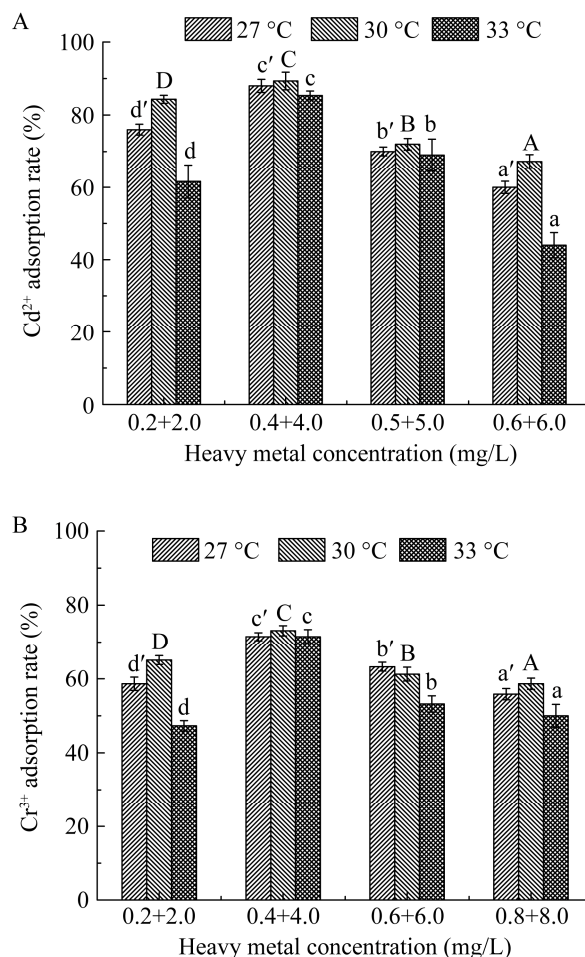 A
27 °C 30 °C 33 °C
100
80
60
40
20
0
Cd²⁺ adsorption rate (%)
d′ D d
c′ C c
b′ B b
a′ A a
0.2+2.0 0.4+4.0 0.5+5.0 0.6+6.0
Heavy metal concentration (mg/L)
B
27 °C 30 °C 33 °C
100
80
60
40
20
0
Cr³⁺ adsorption rate (%)
d′ D d
c′ C c
b′ B b
a′ A a
0.2+2.0 0.4+4.0 0.6+6.0 0.8+8.0
Heavy metal concentration (mg/L)